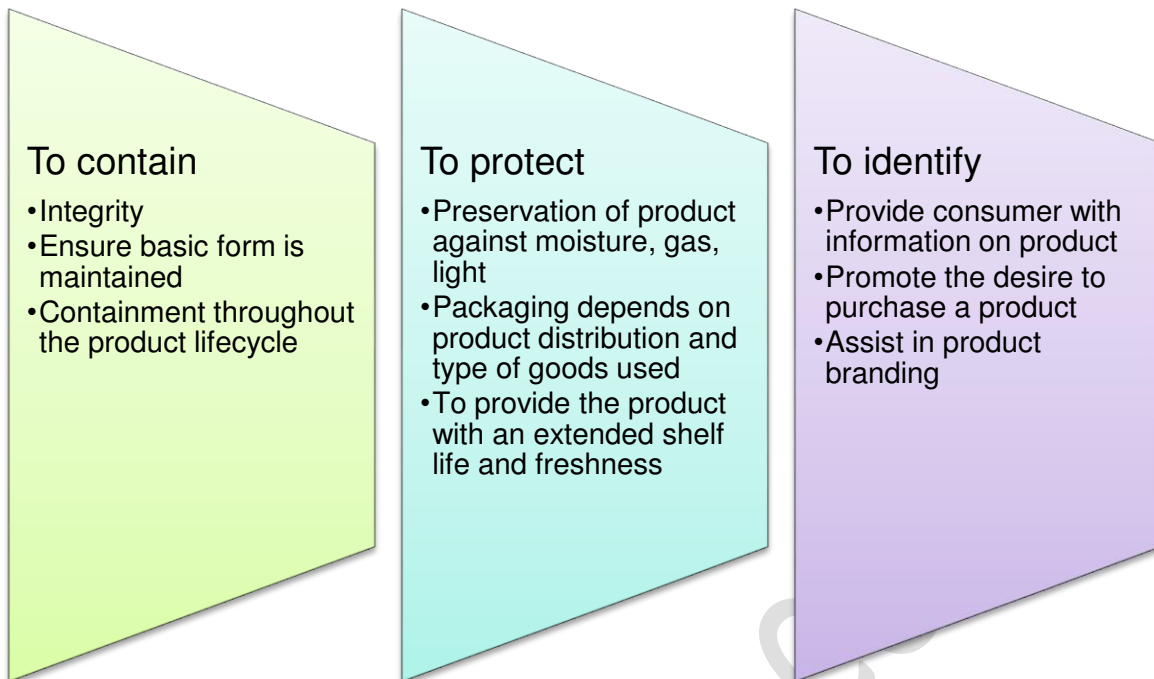 To contain
•Integrity
•Ensure basic form is
maintained
•Containment throughout
the product lifecycle
To protect
•Preservation of product
against moisture, gas,
light
•Packaging depends on
product distribution and
type of goods used
•To provide the product
with an extended shelf
life and freshness
To identify
•Provide consumer with
information on product
•Promote the desire to
purchase a product
•Assist in product
branding